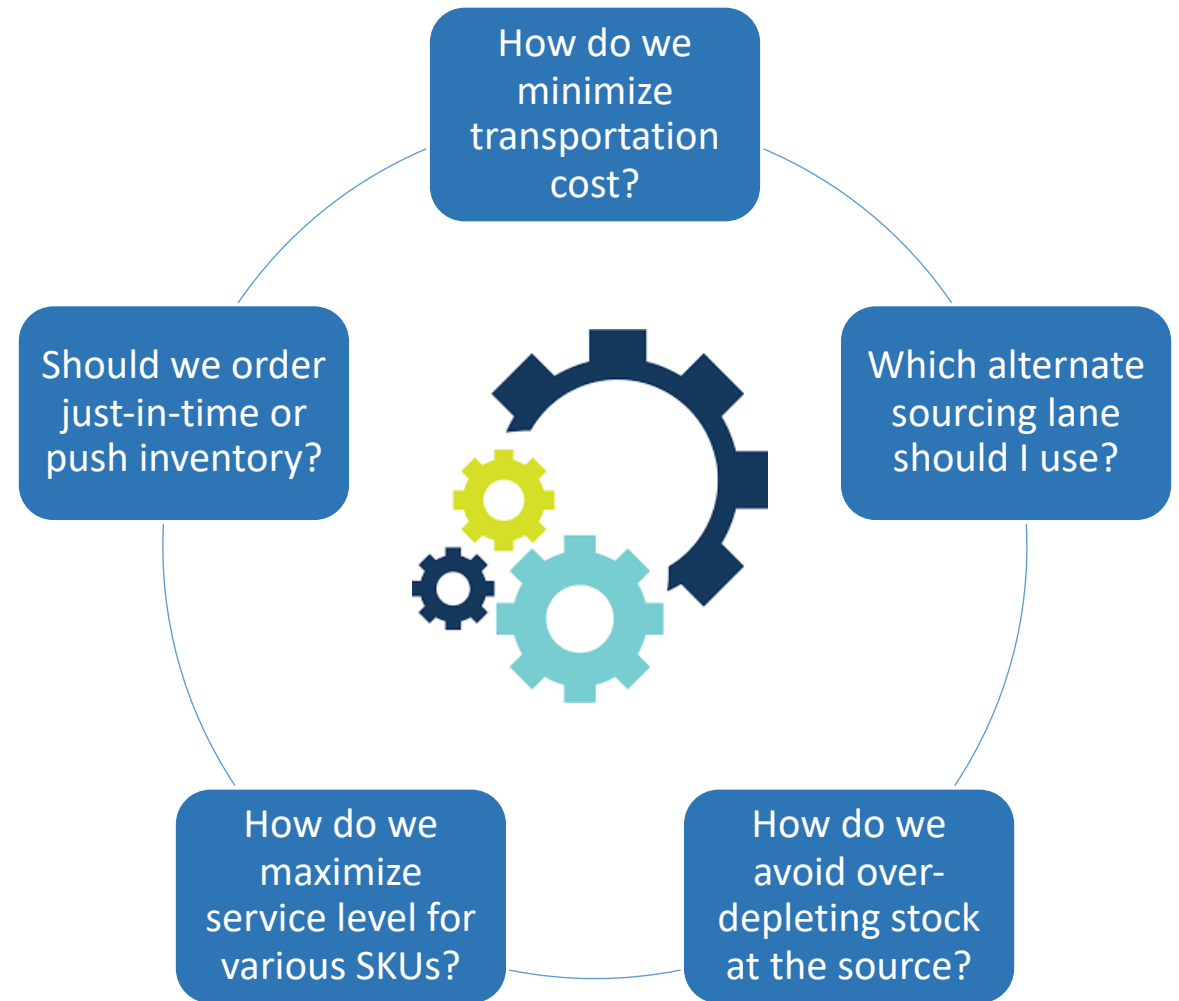 How do we
minimize
transportation
cost?
Which alternate
sourcing lane
should I use?
How do we
avoid over-
depleting stock
at the source?
How do we
maximize
service level for
various SKUs?
Should we order
just-in-time or
push inventory?